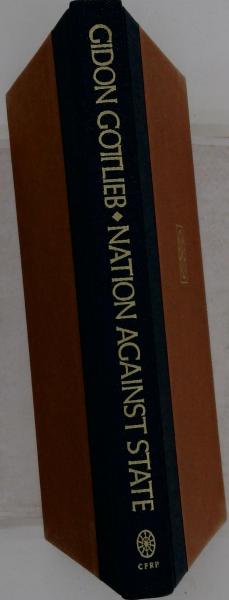 GIDON GOTTLIEB ◆ NATION AGAINST STATE
CFRP